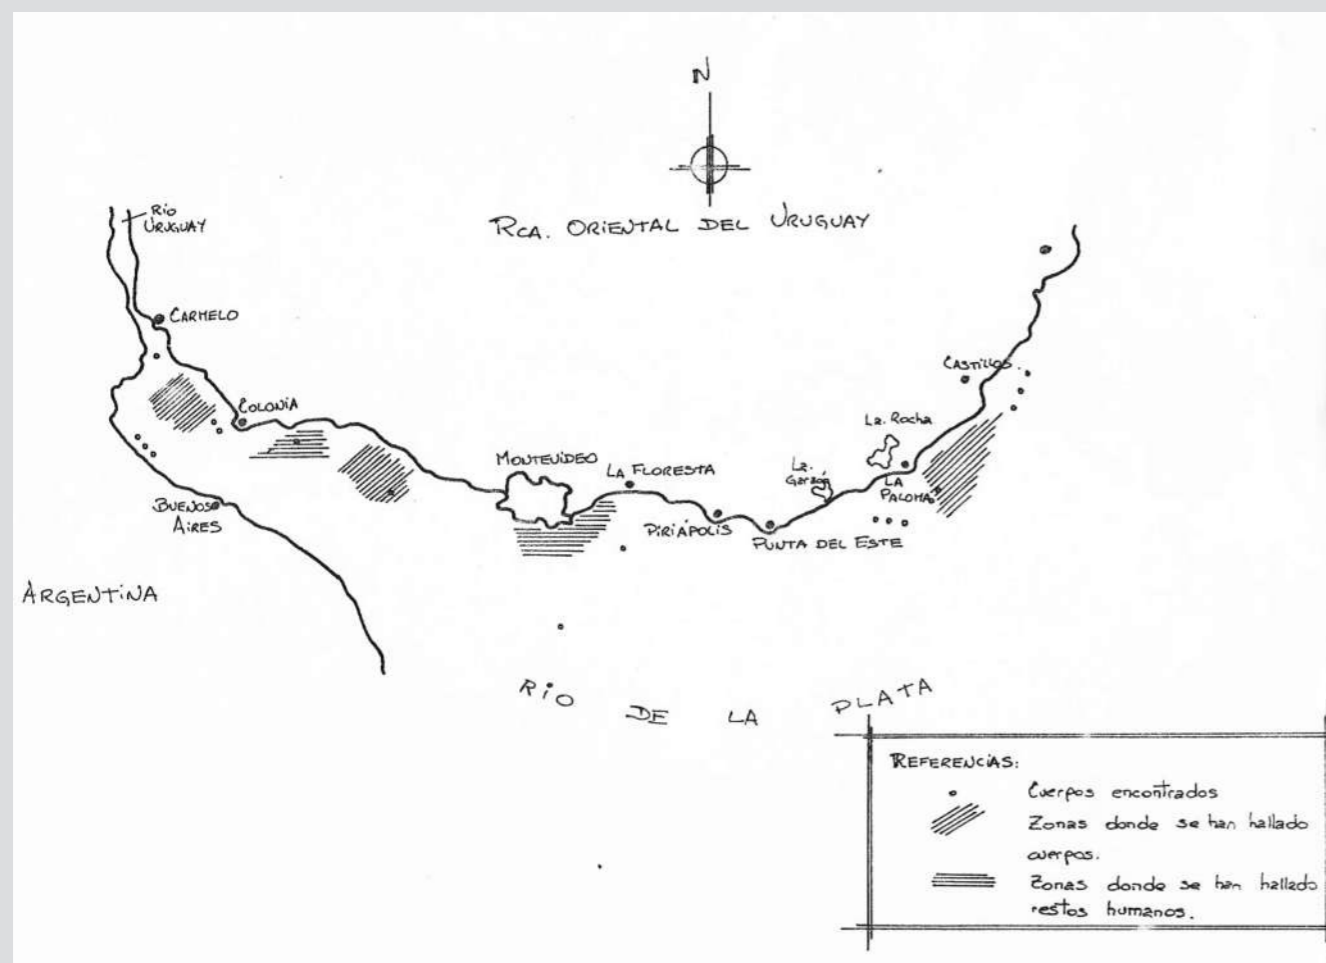 N
RCA. ORIENTAL DEL URUGUAY
RÍO
URUGUAY
CARMELO
COLONIA
CASTILLOS
La. Rocha
MONTEVIDEO
LA FLORESTA
La.
Garzón
LA
PALOMA
BUENOS
AIRES
PIRIÁPOLIS
PUNTA DEL ESTE
ARGENTINA
RIO DE LA PLATA
REFERENCIAS:
Cuerpos encontrados
Zonas donde se han hallado
cuerpos.
Zonas donde se han hallado
restos humanos.